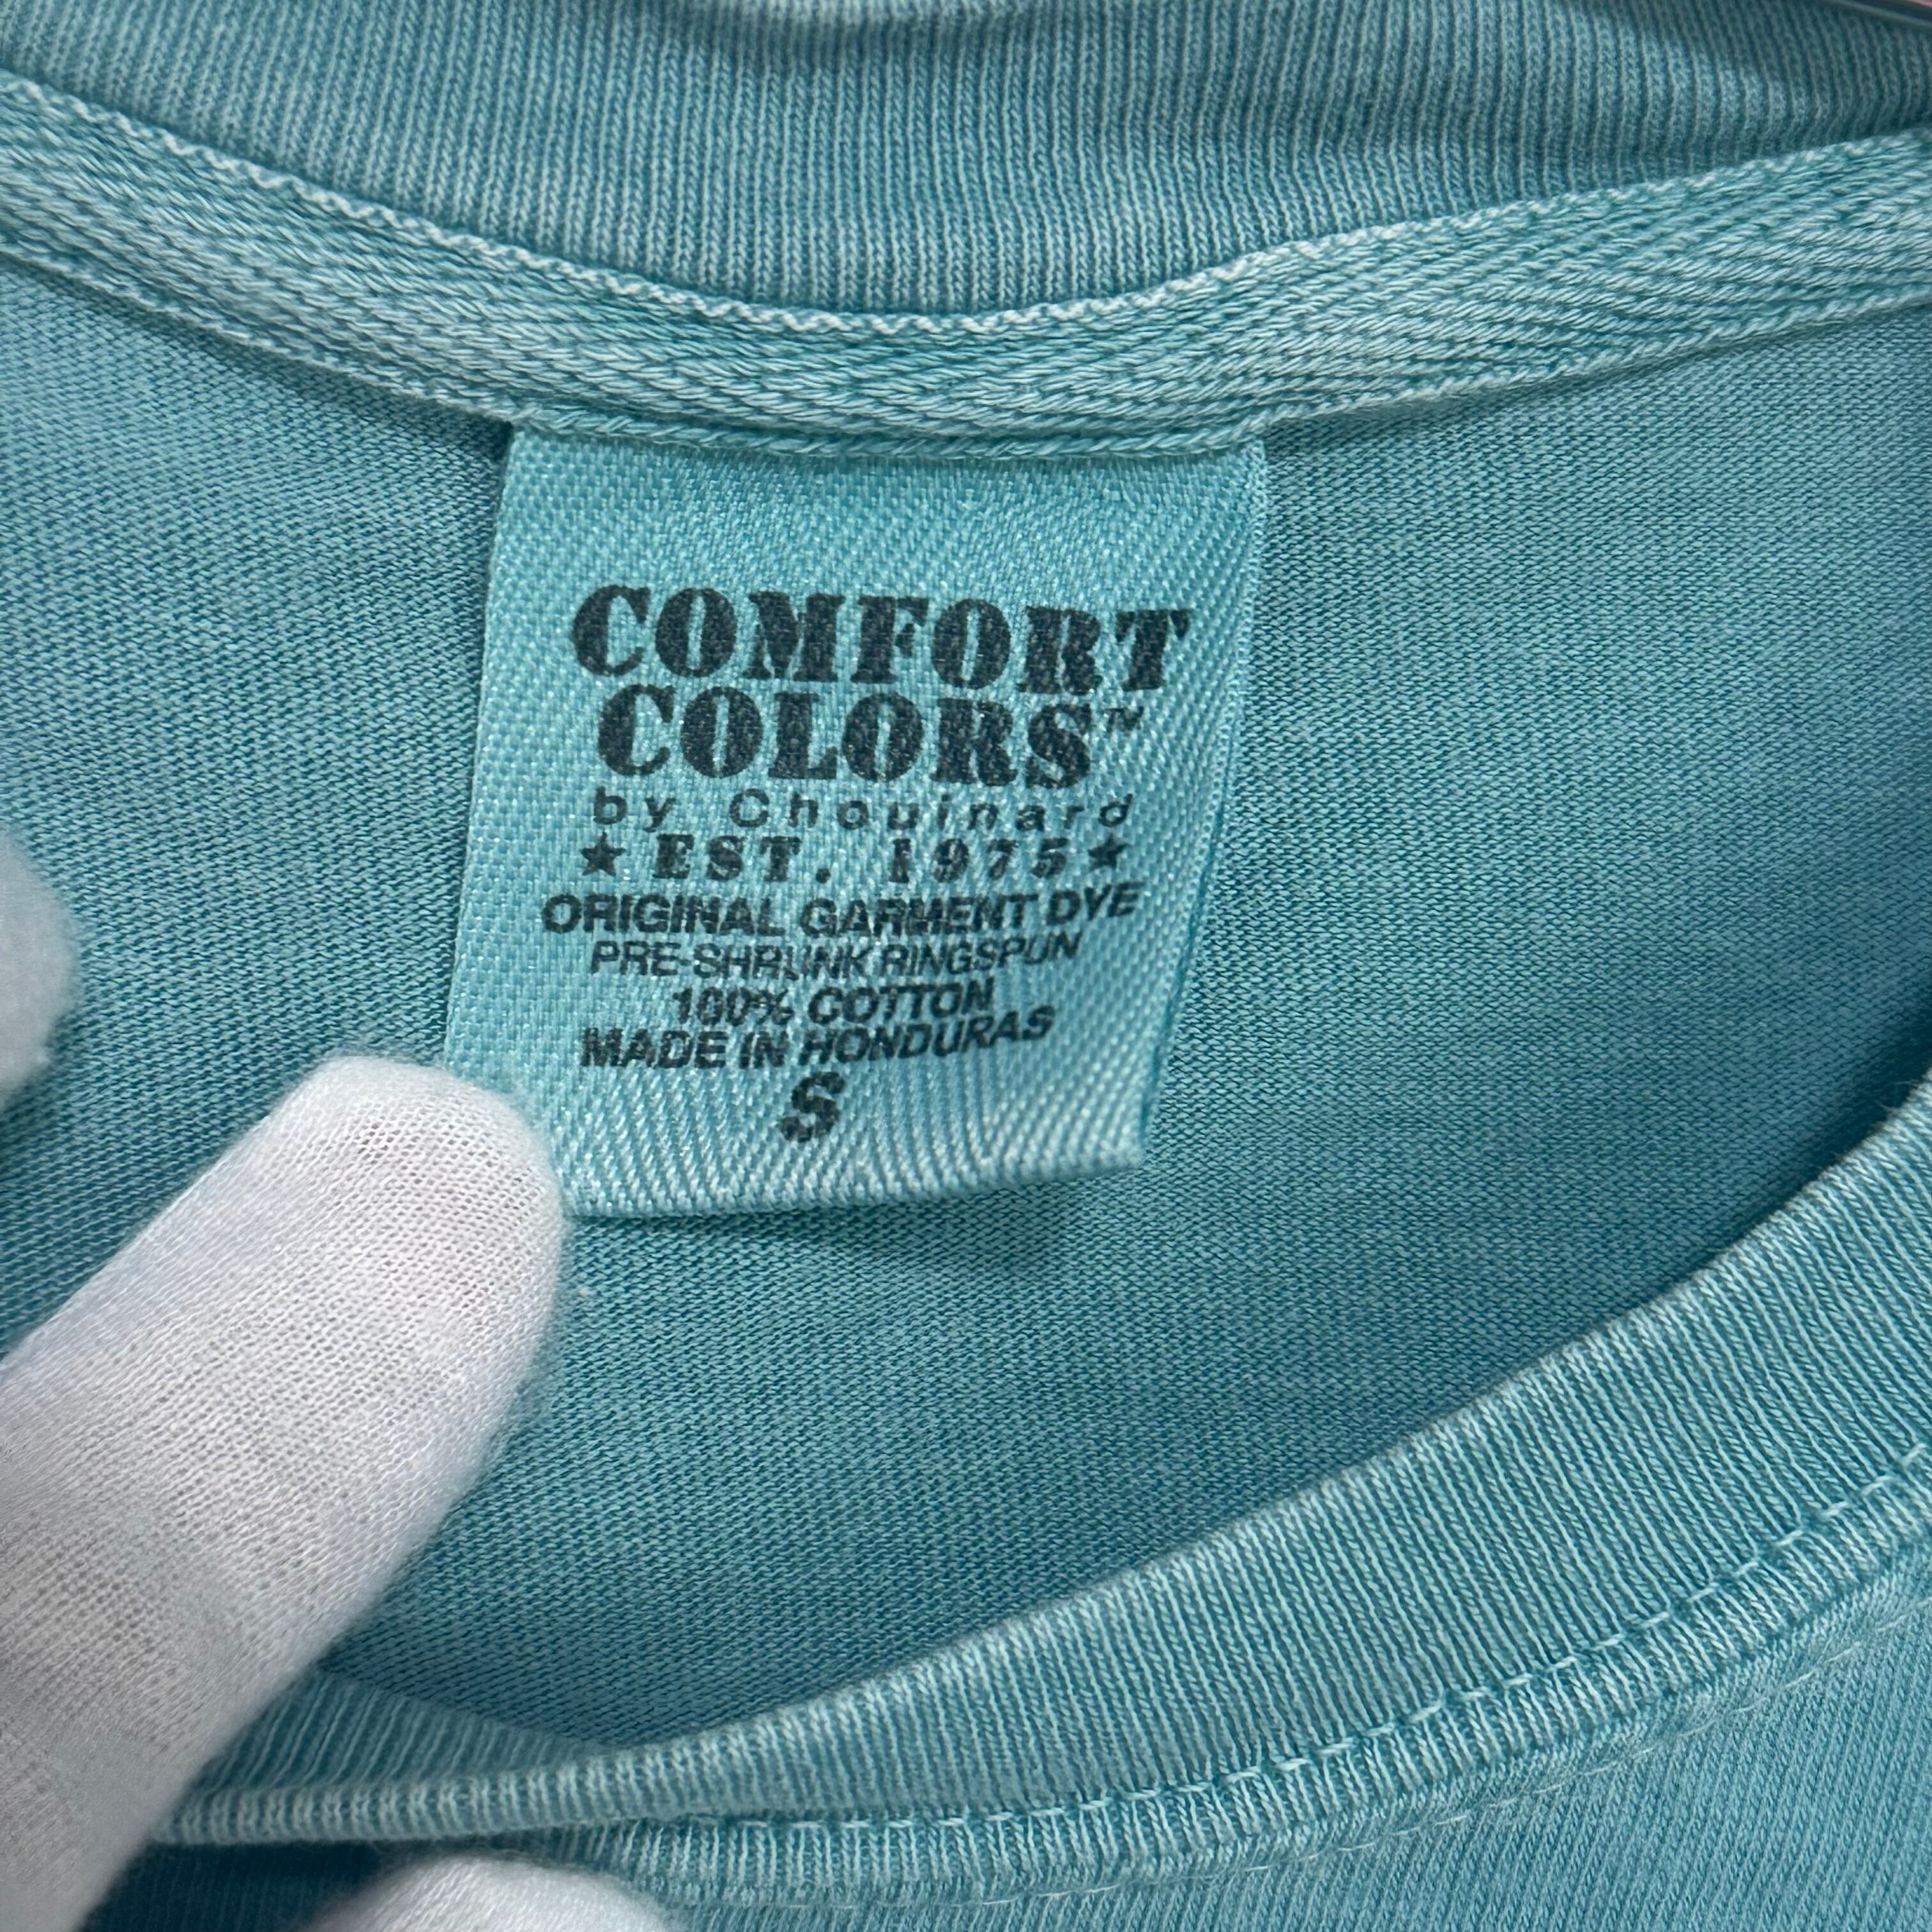 COMFORT
COLORS™
by Chouinard
★ EST. 1975 ★
ORIGINAL GARMENT DYE
PRE-SHRUNK RINGSPUN
100% COTTON
MADE IN HONDURAS
S